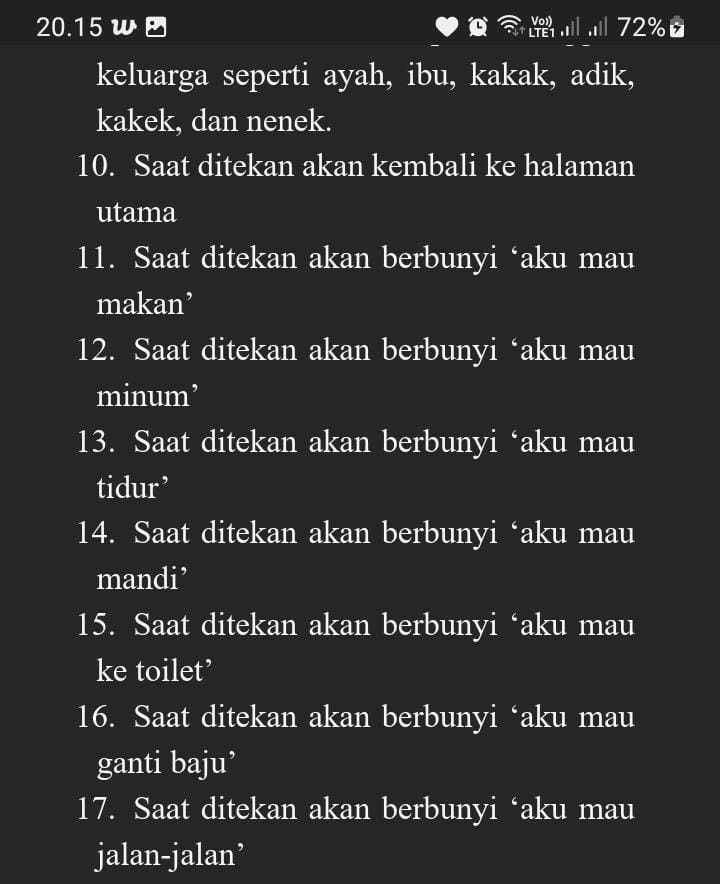 20.15 Vo)) LTE1 72%
keluarga seperti ayah, ibu, kakak, adik,
kakek, dan nenek.
10. Saat ditekan akan kembali ke halaman
utama
11. Saat ditekan akan berbunyi ‘aku mau
makan’
12. Saat ditekan akan berbunyi ‘aku mau
minum’
13. Saat ditekan akan berbunyi ‘aku mau
tidur’
14. Saat ditekan akan berbunyi ‘aku mau
mandi’
15. Saat ditekan akan berbunyi ‘aku mau
ke toilet’
16. Saat ditekan akan berbunyi ‘aku mau
ganti baju’
17. Saat ditekan akan berbunyi ‘aku mau
jalan-jalan’